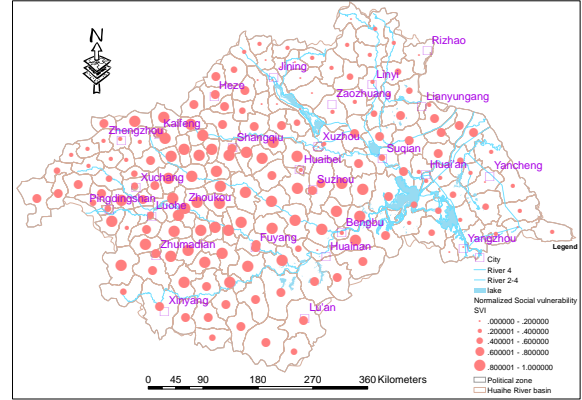 N
Rizhao
Jining
Linyi
Heze
Zaozhuang
Lianyungang
Kaifeng
Zhengzhou
Shangqiu
Xuzhou
Suqian
Huaibei
Huai'an
Yancheng
Xuchang
Suzhou
Pingdingshan
Zhoukou
Luohe
Bengbu
Fuyang
Yangzhou
Zhumadian
Huainan
Xinyang
Lu'an
Legend
City
River 4
River 2-4
lake
Normalized Social vulnerability
SVI
.000000 - .200000
.200001 - .400000
.400001 - .600000
.600001 - .800000
.800001 - 1.000000
Political zone
Huaihe River basin
0 45 90 180 270 360 Kilometers